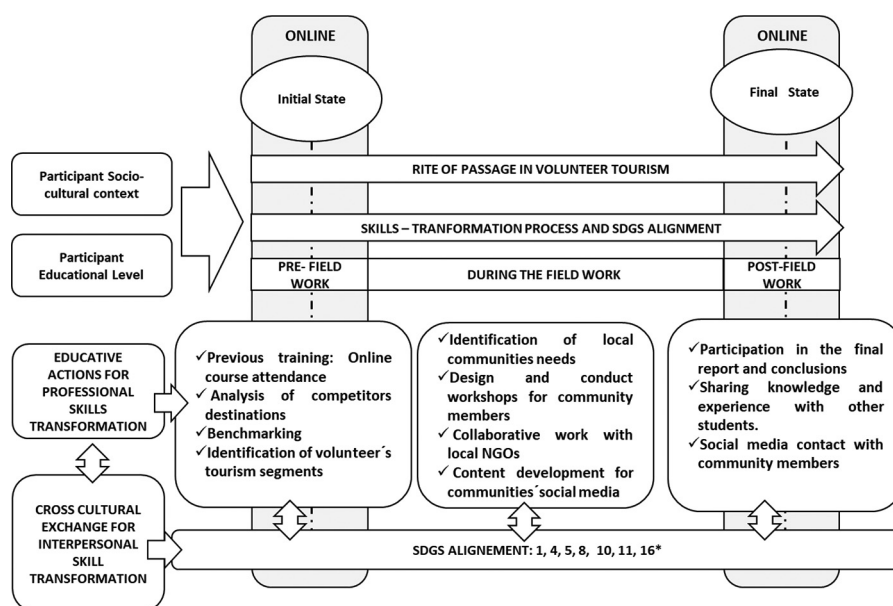 ONLINE
ONLINE
Initial State
Final State
Participant Socio-
cultural context
Participant
Educational Level
RITE OF PASSAGE IN VOLUNTEER TOURISM
SKILLS – TRANFORMATION PROCESS AND SDGS ALIGNMENT
PRE- FIELD
WORK
DURING THE FIELD WORK
POST-FIELD
WORK
EDUCATIVE
ACTIONS FOR
PROFESSIONAL
SKILLS
TRANSFORMATION
✓Previous training: Online
course attendance
✓Analysis of competitors
destinations
✓Benchmarking
✓Identification of volunteer´s
tourism segments
✓Identification of local
communities needs
✓Design and conduct
workshops for community
members
✓Collaborative work with
local NGOs
✓Content development for
communities´social media
✓Participation in the final
report and conclusions
✓Sharing knowledge and
experience with other
students.
✓Social media contact with
community members
CROSS CULTURAL
EXCHANGE FOR
INTERPERSONAL
SKILL
TRANSFORMATION
SDGS ALIGNEMENT: 1, 4, 5, 8, 10, 11, 16*